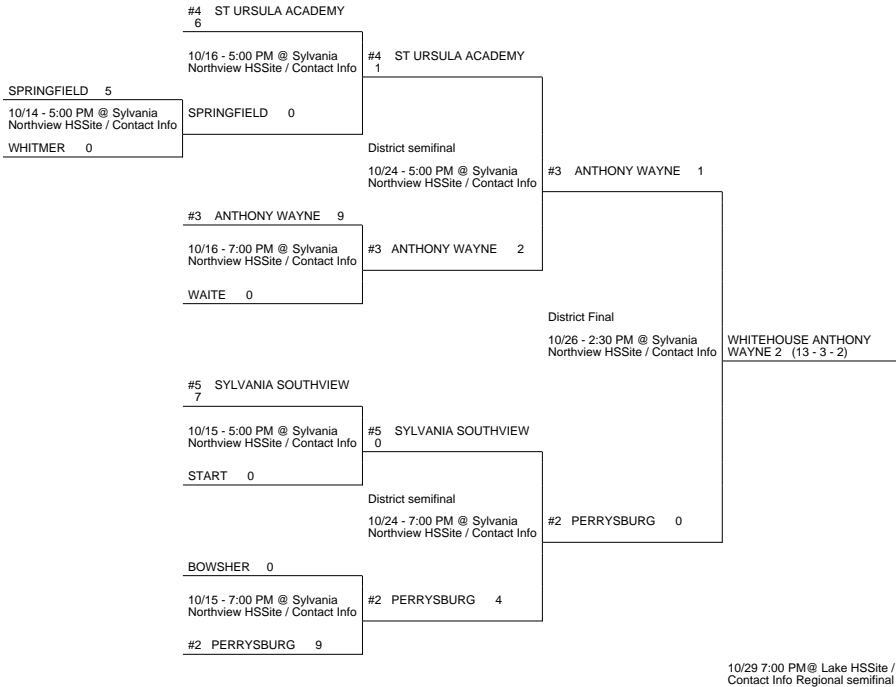 #4 ST URSULA ACADEMY
6
10/16 - 5:00 PM @ Sylvania
Northview HSSite / Contact Info
#4 ST URSULA ACADEMY
1
SPRINGFIELD 5
10/14 - 5:00 PM @ Sylvania
Northview HSSite / Contact Info
SPRINGFIELD 0
WHITMER 0
District semifinal
10/24 - 5:00 PM @ Sylvania
Northview HSSite / Contact Info
#3 ANTHONY WAYNE 1
#3 ANTHONY WAYNE 9
10/16 - 7:00 PM @ Sylvania
Northview HSSite / Contact Info
#3 ANTHONY WAYNE 2
WAITE 0
District Final
10/26 - 2:30 PM @ Sylvania
Northview HSSite / Contact Info
WHITEHOUSE ANTHONY
WAYNE 2 (13 - 3 - 2)
#5 SYLVANIA SOUTHVIEW
7
10/15 - 5:00 PM @ Sylvania
Northview HSSite / Contact Info
#5 SYLVANIA SOUTHVIEW
0
START 0
District semifinal
10/24 - 7:00 PM @ Sylvania
Northview HSSite / Contact Info
#2 PERRYSBURG 0
BOWSHER 0
10/15 - 7:00 PM @ Sylvania
Northview HSSite / Contact Info
#2 PERRYSBURG 4
#2 PERRYSBURG 9
10/29 7:00 PM@ Lake HSSite /
Contact Info Regional semifinal